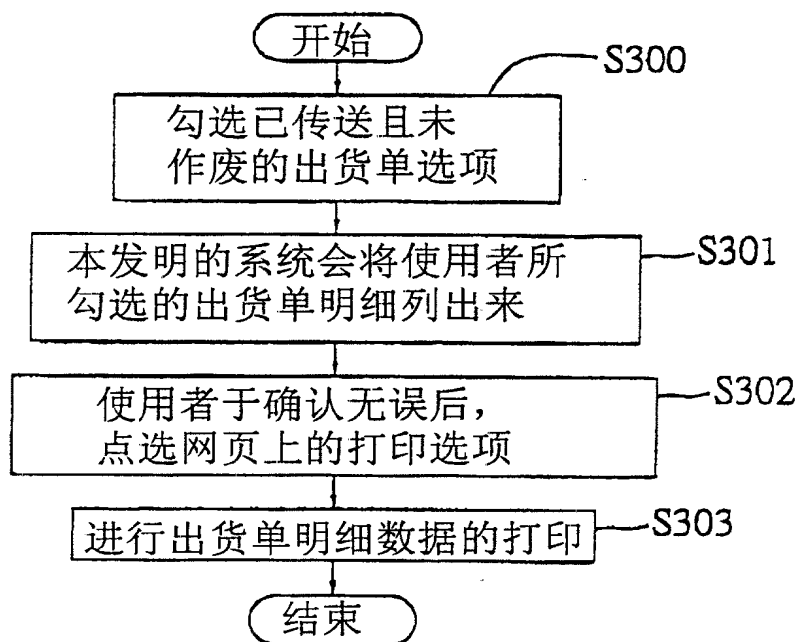 开始
S300
勾选已传送且未
作废的出货单选项
S301
本发明的系统会将使用者所
勾选的出货单明细列出来
S302
使用者于确认无误后，
点选网页上的打印选项
S303
进行出货单明细数据的打印
结束